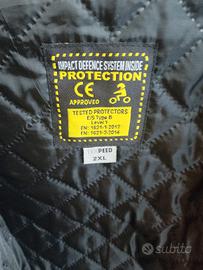 IMPACT DEFENCE SYSTEM INSIDE
PROTECTION
CE
APPROVED
TESTED PROTECTORS
E/S Type B
Level 1
EN: 1621-1:2012
EN: 1621-2:2014
SPEED
2XL
subito